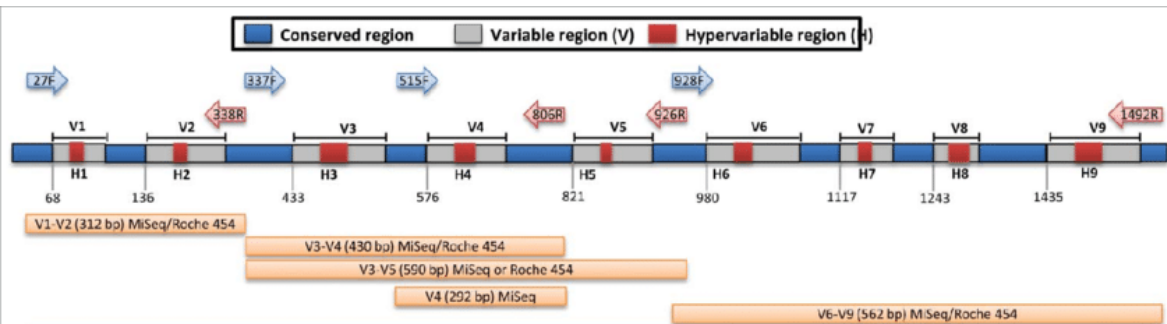 Conserved region Variable region (V) Hypervariable region (H)
27F 337F 515F 928F
338R 806R 926R 1492R
V1 V2 V3 V4 V5 V6 V7 V8 V9
H1 H2 H3 H4 H5 H6 H7 H8 H9
68 136 433 576 821 980 1117 1243 1435
V1-V2 (312 bp) MiSeq/Roche 454
V3-V4 (430 bp) MiSeq/Roche 454
V3-V5 (590 bp) MiSeq or Roche 454
V4 (292 bp) MiSeq
V6-V9 (562 bp) MiSeq/Roche 454